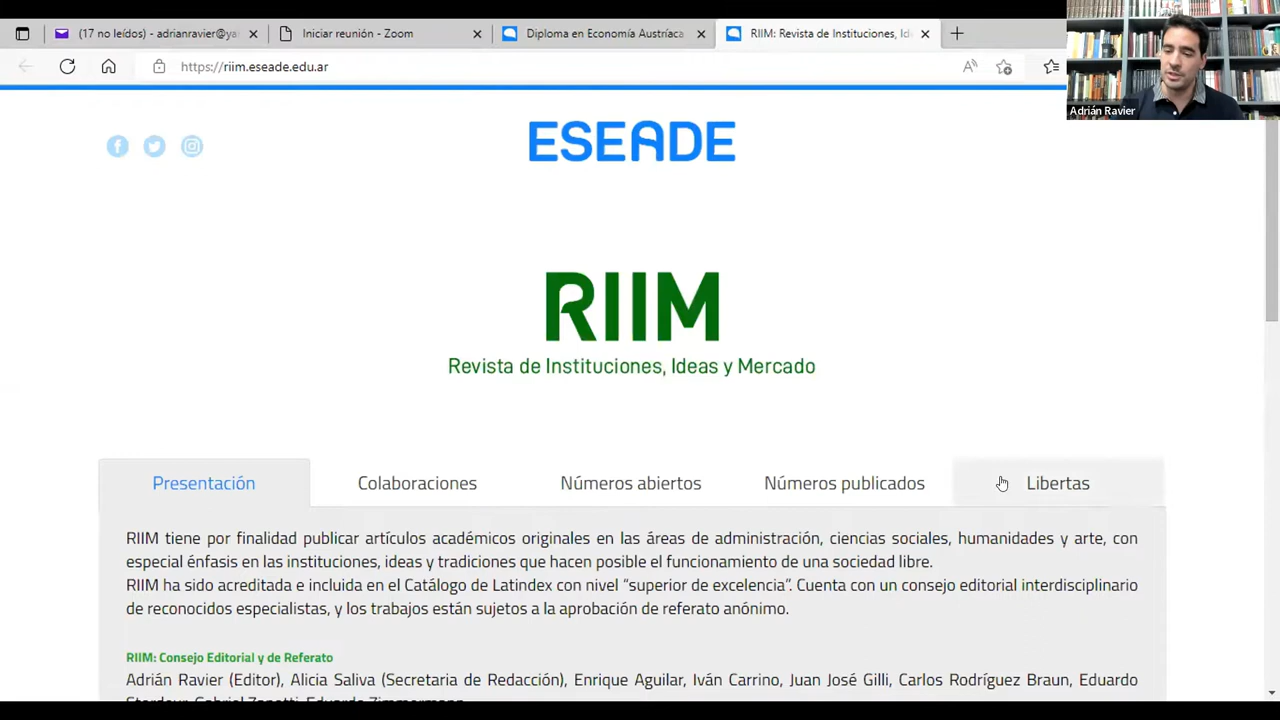 (17 no leídos) - adrianravier@ya
Iniciar reunión - Zoom
Diploma en Economía Austríaca
RIIM: Revista de Instituciones, Id
https://riim.eseade.edu.ar
Adrián Ravier
ESEADE
RIIM
Revista de Instituciones, Ideas y Mercado
Presentación
Colaboraciones
Números abiertos
Números publicados
Libertas
RIIM tiene por finalidad publicar artículos académicos originales en las áreas de administración, ciencias sociales, humanidades y arte, con
especial énfasis en las instituciones, ideas y tradiciones que hacen posible el funcionamiento de una sociedad libre.
RIIM ha sido acreditada e incluida en el Catálogo de Latindex con nivel “superior de excelencia”. Cuenta con un consejo editorial interdisciplinario
de reconocidos especialistas, y los trabajos están sujetos a la aprobación de referato anónimo.
RIIM: Consejo Editorial y de Referato
Adrián Ravier (Editor), Alicia Saliva (Secretaria de Redacción), Enrique Aguilar, Iván Carrino, Juan José Gilli, Carlos Rodríguez Braun, Eduardo